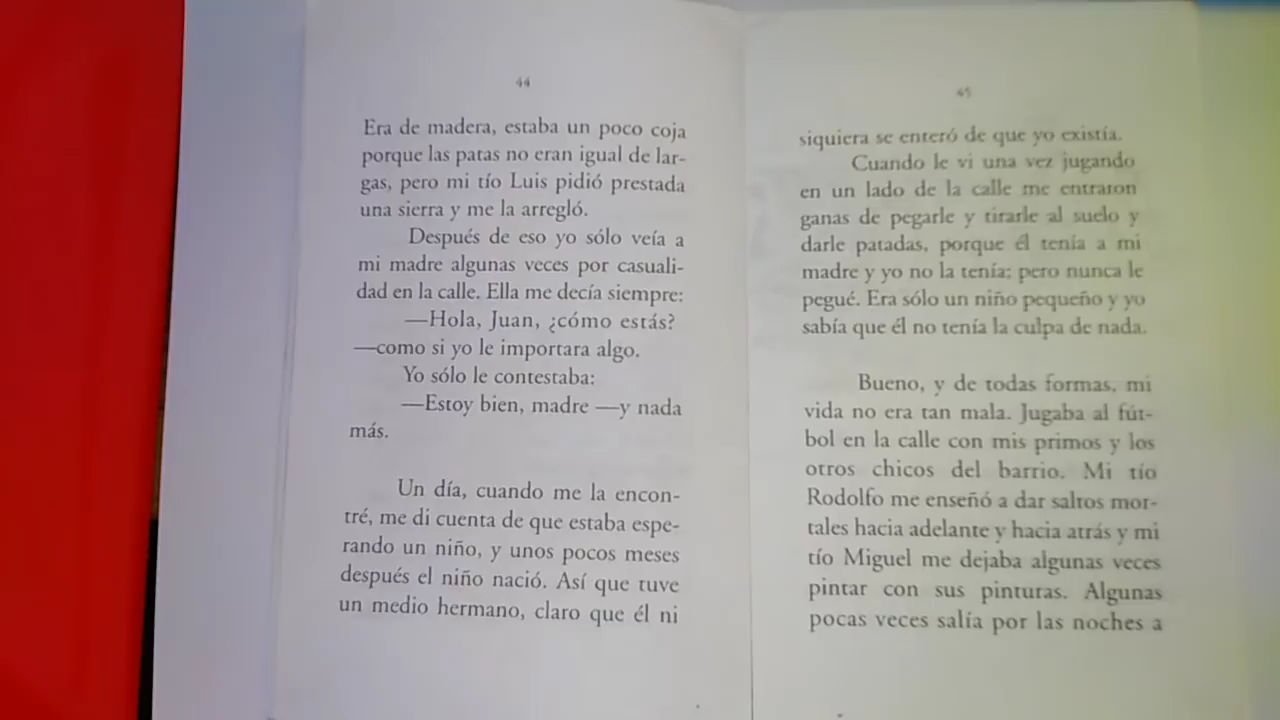 44
Era de madera, estaba un poco coja
porque las patas no eran igual de lar-
gas, pero mi tío Luis pidió prestada
una sierra y me la arregló.
Después de eso yo sólo veía a
mi madre algunas veces por casuali-
dad en la calle. Ella me decía siempre:
—Hola, Juan, ¿cómo estás?
—como si yo le importara algo.
Yo sólo le contestaba:
—Estoy bien, madre —y nada
más.
Un día, cuando me la encon-
tré, me di cuenta de que estaba espe-
rando un niño, y unos pocos meses
después el niño nació. Así que tuve
un medio hermano, claro que él ni
45
siquiera se enteró de que yo existía.
Cuando le vi una vez jugando
en un lado de la calle me entraron
ganas de pegarle y tirarle al suelo y
darle patadas, porque él tenía a mi
madre y yo no la tenía; pero nunca le
pegué. Era sólo un niño pequeño y yo
sabía que él no tenía la culpa de nada.
Bueno, y de todas formas, mi
vida no era tan mala. Jugaba al fút-
bol en la calle con mis primos y los
otros chicos del barrio. Mi tío
Rodolfo me enseñó a dar saltos mor-
tales hacia adelante y hacia atrás y mi
tío Miguel me dejaba algunas veces
pintar con sus pinturas. Algunas
pocas veces salía por las noches a